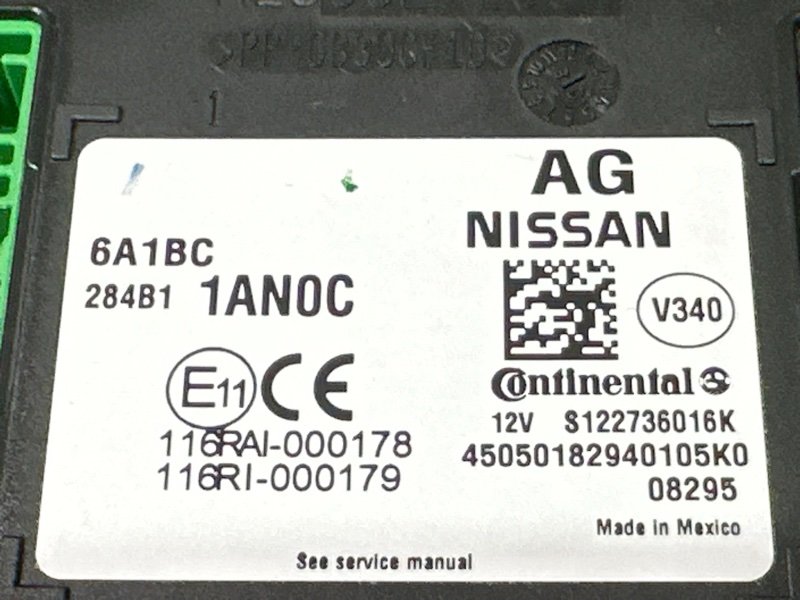 1
AG
NISSAN
6A1BC
284B1 1AN0C
V340
E11 CE
Continental
12V S122736016K
116RAI-000178
45050182940105K0
116RI-000179
08295
Made in Mexico
See service manual